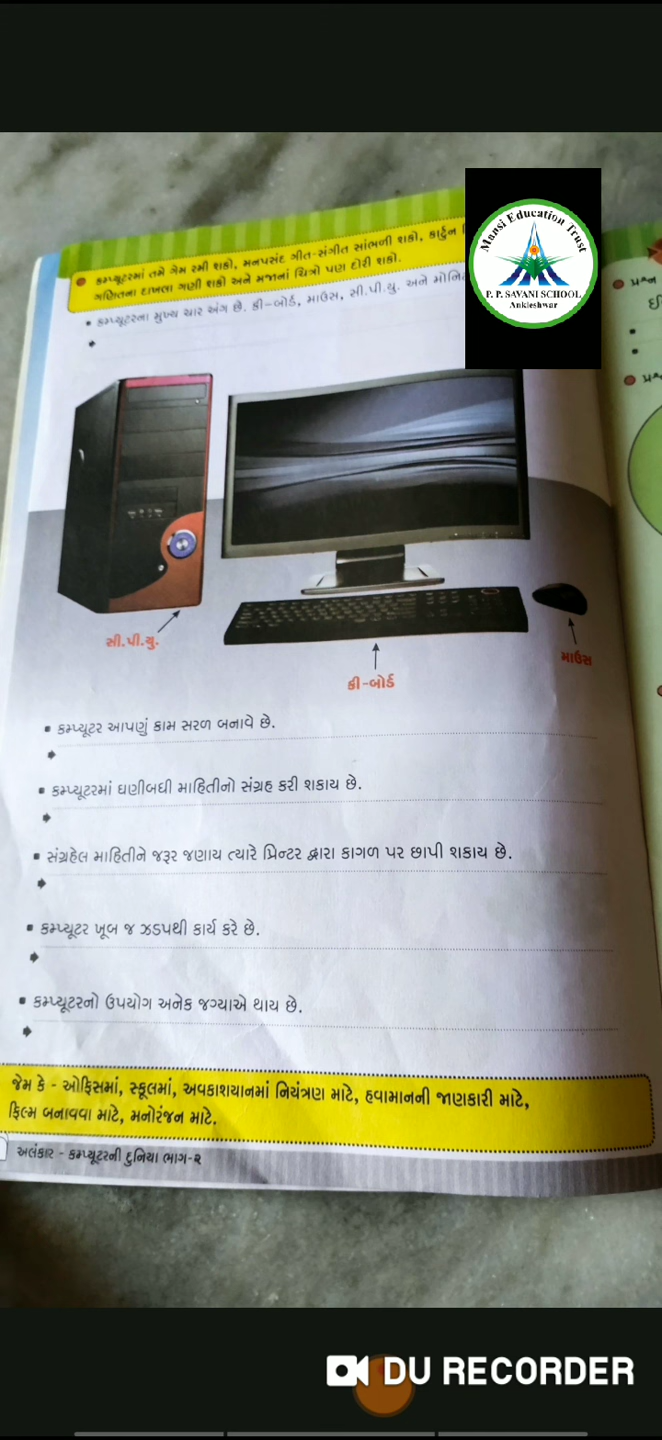 કમ્પ્યૂટરમાં તમે ગેમ રમી શકો, મનપસંદ ગીત-સંગીત સાંભળી શકો, કાર્ટૂન
ગણિતના દાખલા ગણી શકો અને મજાનાં ચિત્રો પણ દોરી શકો.
▪ કમ્પ્યૂટરના મુખ્ય ચાર અંગ છે. કી-બોર્ડ, માઉસ, સી.પી.યુ. અને
Mansi Education Trust
P. P. SAVANI SCHOOL
Ankleshwar
સી.પી.યુ.
કી-બોર્ડ
માઉસ
▪ કમ્પ્યૂટર આપણું કામ સરળ બનાવે છે.
▪ કમ્પ્યૂટરમાં ઘણીબધી માહિતીનો સંગ્રહ કરી શકાય છે.
▪ સંગ્રહેલ માહિતીને જરૂર જણાય ત્યારે પ્રિન્ટર દ્વારા કાગળ પર છાપી શકાય છે.
▪ કમ્પ્યૂટર ખૂબ જ ઝડપથી કાર્ય કરે છે.
▪ કમ્પ્યૂટરનો ઉપયોગ અનેક જગ્યાએ થાય છે.
જેમ કે - ઓફિસમાં, સ્કૂલમાં, અવકાશયાનમાં નિયંત્રણ માટે, હવામાનની જાણકારી માટે,
ફિલ્મ બનાવવા માટે, મનોરંજન માટે.
અલંકાર - કમ્પ્યૂટરની દુનિયા ભાગ-૨
DU RECORDER